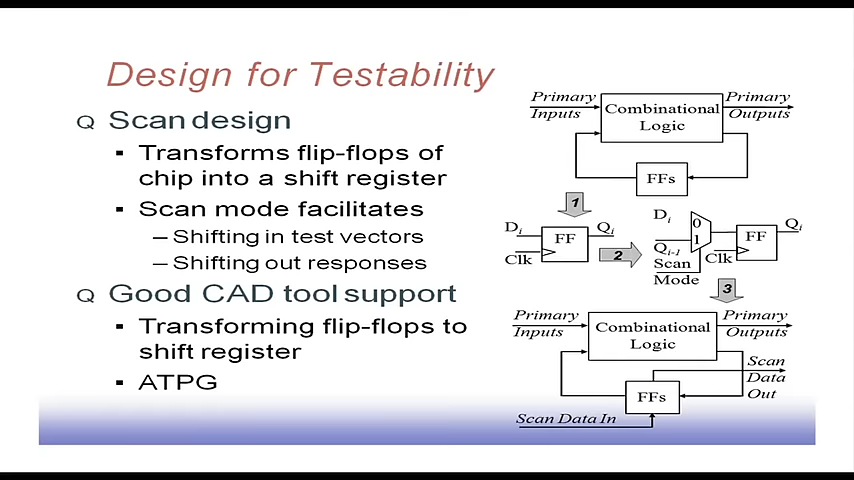 Design for Testability
Q Scan design
▪ Transforms flip-flops of
chip into a shift register
▪ Scan mode facilitates
– Shifting in test vectors
– Shifting out responses
Q Good CAD tool support
▪ Transforming flip-flops to
shift register
▪ ATPG
Primary
Inputs
Combinational
Logic
Primary
Outputs
FFs
1
Di
Clk
FF
Qi
2
Di
Qi-1
Scan
Mode
0
1
Clk
FF
Qi
3
Primary
Inputs
Combinational
Logic
Primary
Outputs
FFs
Scan
Data
Out
Scan Data In